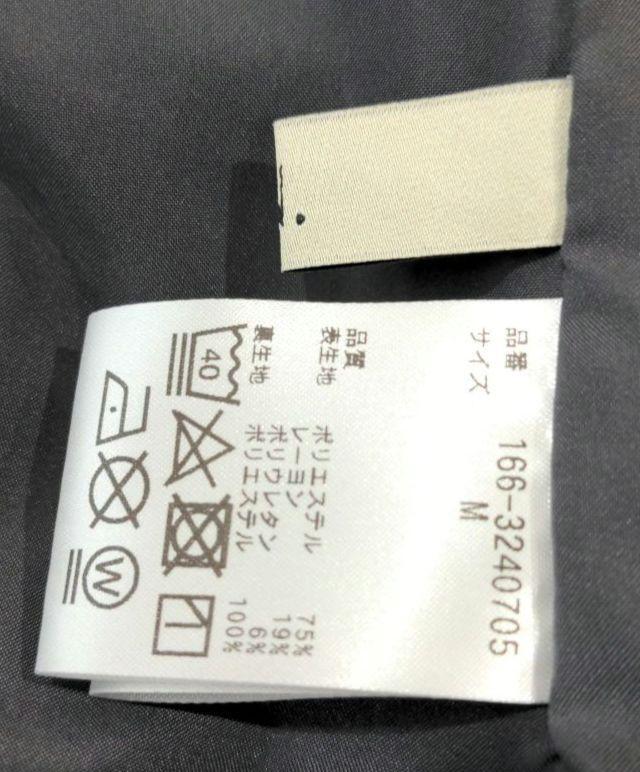 品番 166-3240705
サイズ M
品質
表生地 ポリエステル 75%
レーヨン 19%
ポリウレタン 6%
裏生地 ポリエステル 100%
40
W